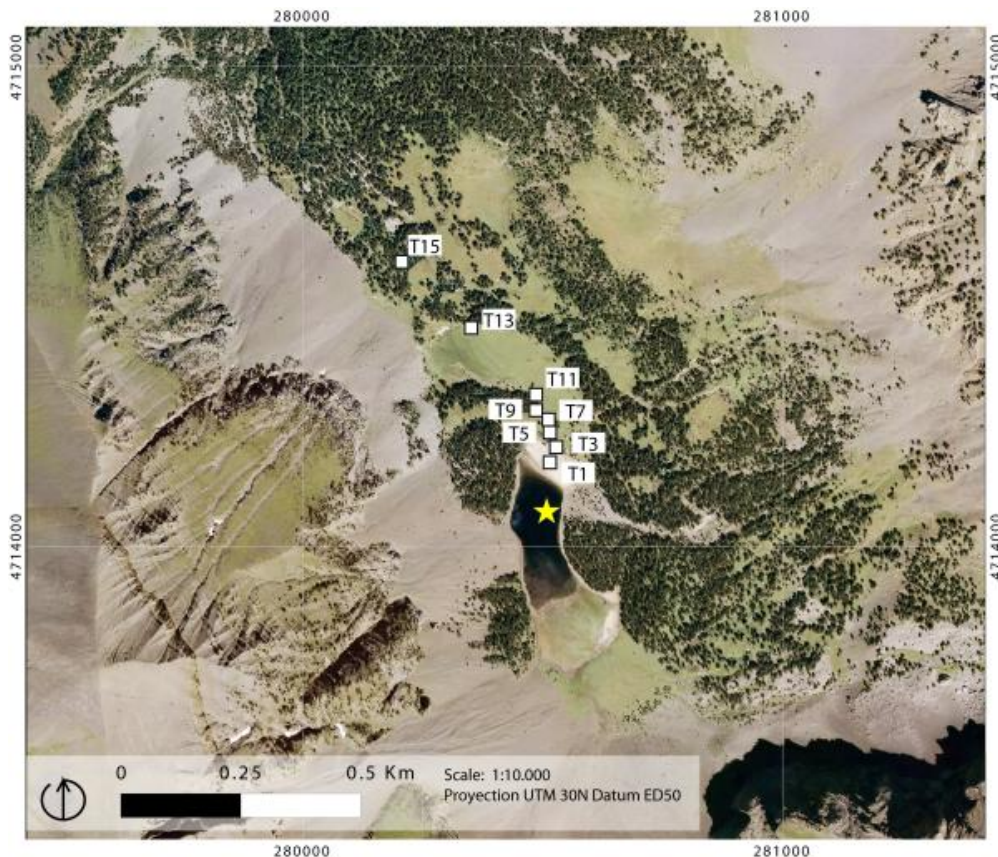 280000 281000
4715000 4715000
T15
T13
T11
T9 T7
T5 T3
T1
4714000 4714000
0 0.25 0.5 Km
Scale: 1:10.000
Proyection UTM 30N Datum ED50
280000 281000